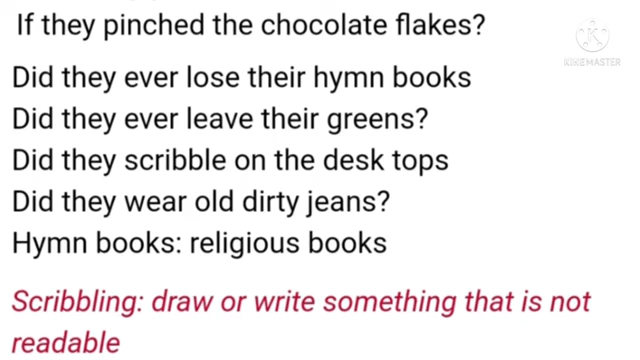 If they pinched the chocolate flakes?
KIKEMASTER
Did they ever lose their hymn books
Did they ever leave their greens?
Did they scribble on the desk tops
Did they wear old dirty jeans?
Hymn books: religious books
Scribbling: draw or write something that is not
readable